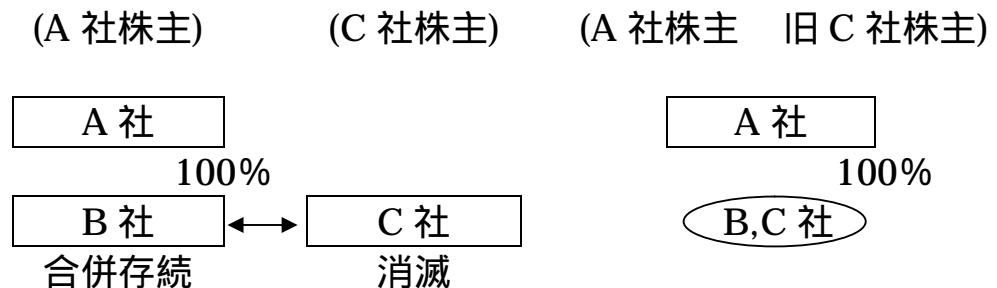 (A 社株主) (C 社株主) (A 社株主 旧 C 社株主)
A 社 A 社
100% 100%
B 社 C 社 B,C 社
合併存続 消滅